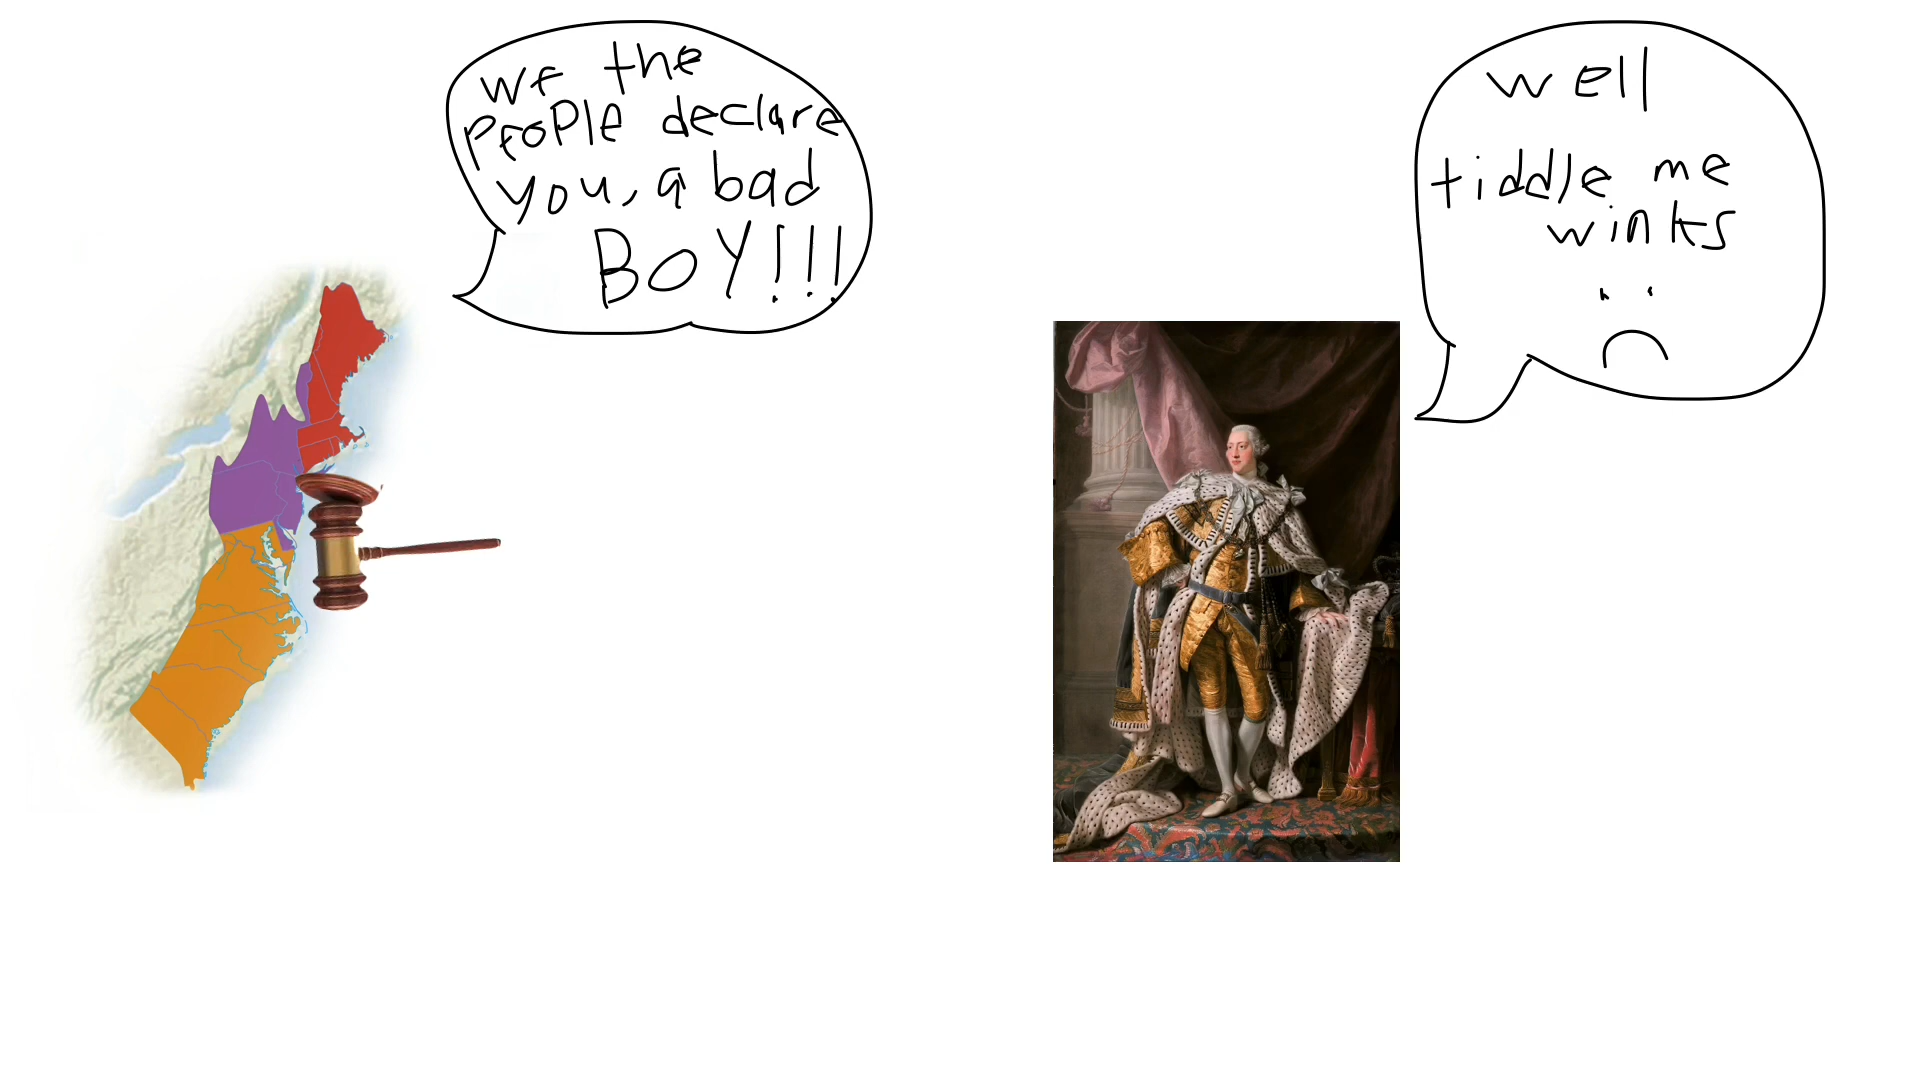 we the
PeoPle declare
you, a bad
BOY!!!
well
tiddle me
winks
:(